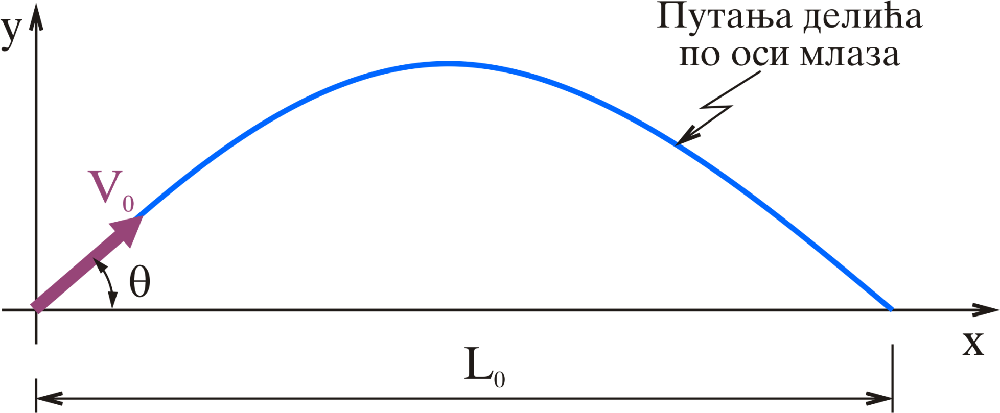 Путања делића
по оси млаза
y
V₀
θ
x
L₀